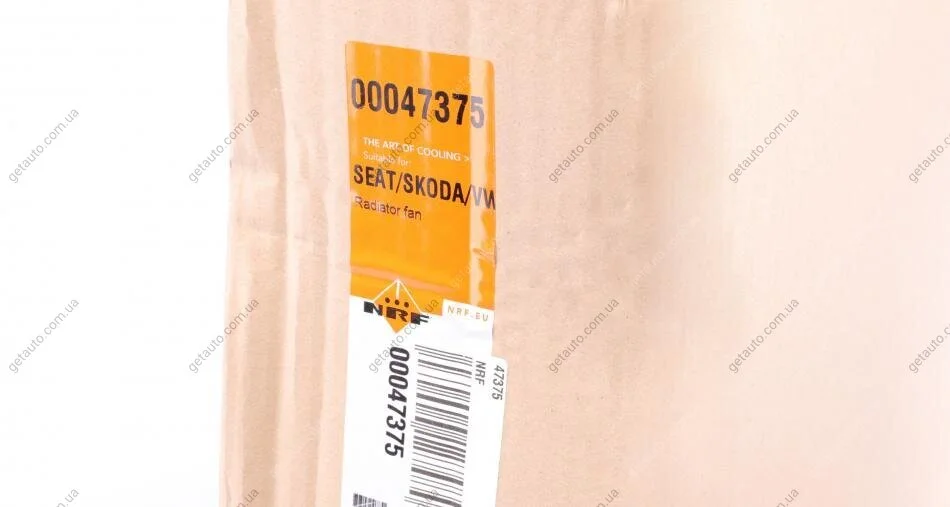 00047375
THE ART OF COOLING >
Suitable for:
SEAT/SKODA/VW
Radiator fan
NRF
NRF.EU
00047375
47375
NRF
getauto.com.ua